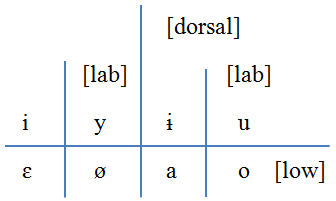 [dorsal]
[lab] [lab]
i y ɨ u
ɛ ø a o [low]